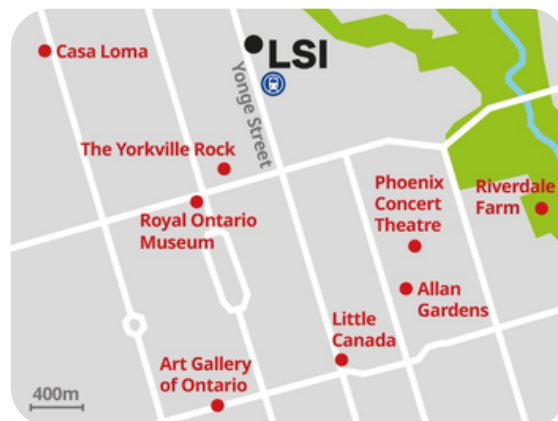 Casa Loma
LSI
Yonge Street
The Yorkville Rock
Royal Ontario
Museum
Phoenix
Concert
Theatre
Riverdale
Farm
Allan
Gardens
Little
Canada
Art Gallery
of Ontario
400m